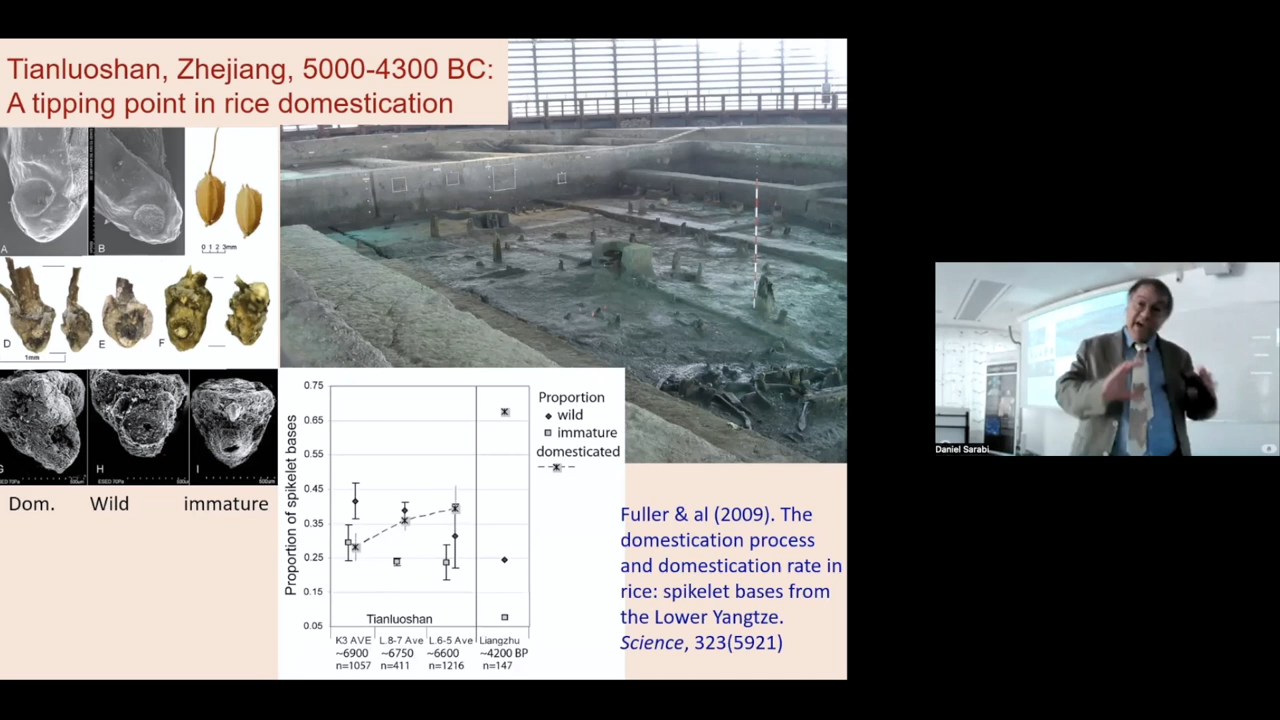 Tianluoshan, Zhejiang, 5000-4300 BC:
A tipping point in rice domestication
A
B
0 1 2 3mm
D
E
F
1mm
G
H
I
Dom. Wild immature
Proportion of spikelet bases
0.75
0.65
0.55
0.45
0.35
0.25
0.15
0.05
Tianluoshan
K3 AVE L.8-7 Ave L.6-5 Ave Liangzhu
~6900 ~6750 ~6600 ~4200 BP
n=1057 n=411 n=1216 n=147
Proportion
wild
immature
domesticated
Fuller & al (2009). The
domestication process
and domestication rate in
rice: spikelet bases from
the Lower Yangtze.
Science, 323(5921)
Daniel Sarabi